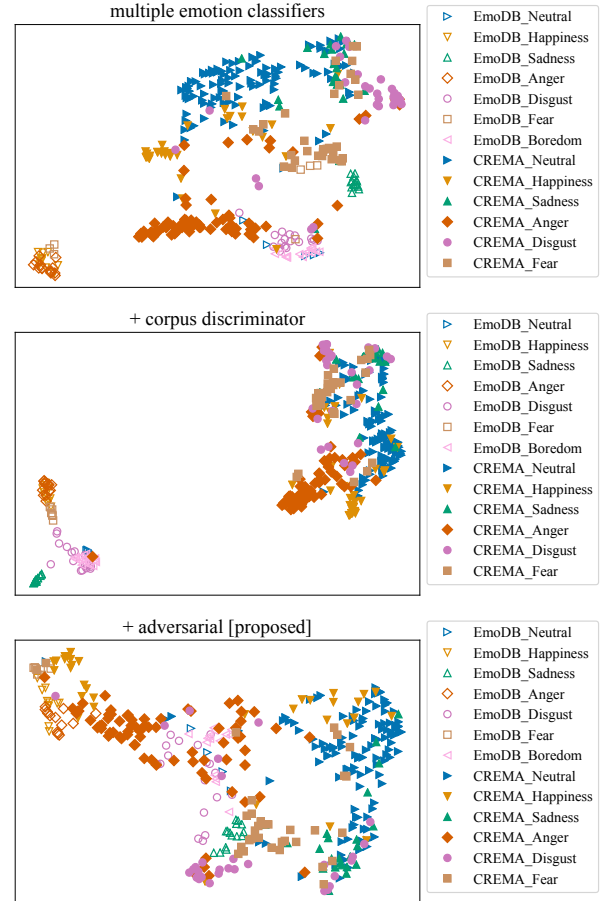 multiple emotion classifiers
EmoDB_Neutral
EmoDB_Happiness
EmoDB_Sadness
EmoDB_Anger
EmoDB_Disgust
EmoDB_Fear
EmoDB_Boredom
CREMA_Neutral
CREMA_Happiness
CREMA_Sadness
CREMA_Anger
CREMA_Disgust
CREMA_Fear
+ corpus discriminator
EmoDB_Neutral
EmoDB_Happiness
EmoDB_Sadness
EmoDB_Anger
EmoDB_Disgust
EmoDB_Fear
EmoDB_Boredom
CREMA_Neutral
CREMA_Happiness
CREMA_Sadness
CREMA_Anger
CREMA_Disgust
CREMA_Fear
+ adversarial [proposed]
EmoDB_Neutral
EmoDB_Happiness
EmoDB_Sadness
EmoDB_Anger
EmoDB_Disgust
EmoDB_Fear
EmoDB_Boredom
CREMA_Neutral
CREMA_Happiness
CREMA_Sadness
CREMA_Anger
CREMA_Disgust
CREMA_Fear